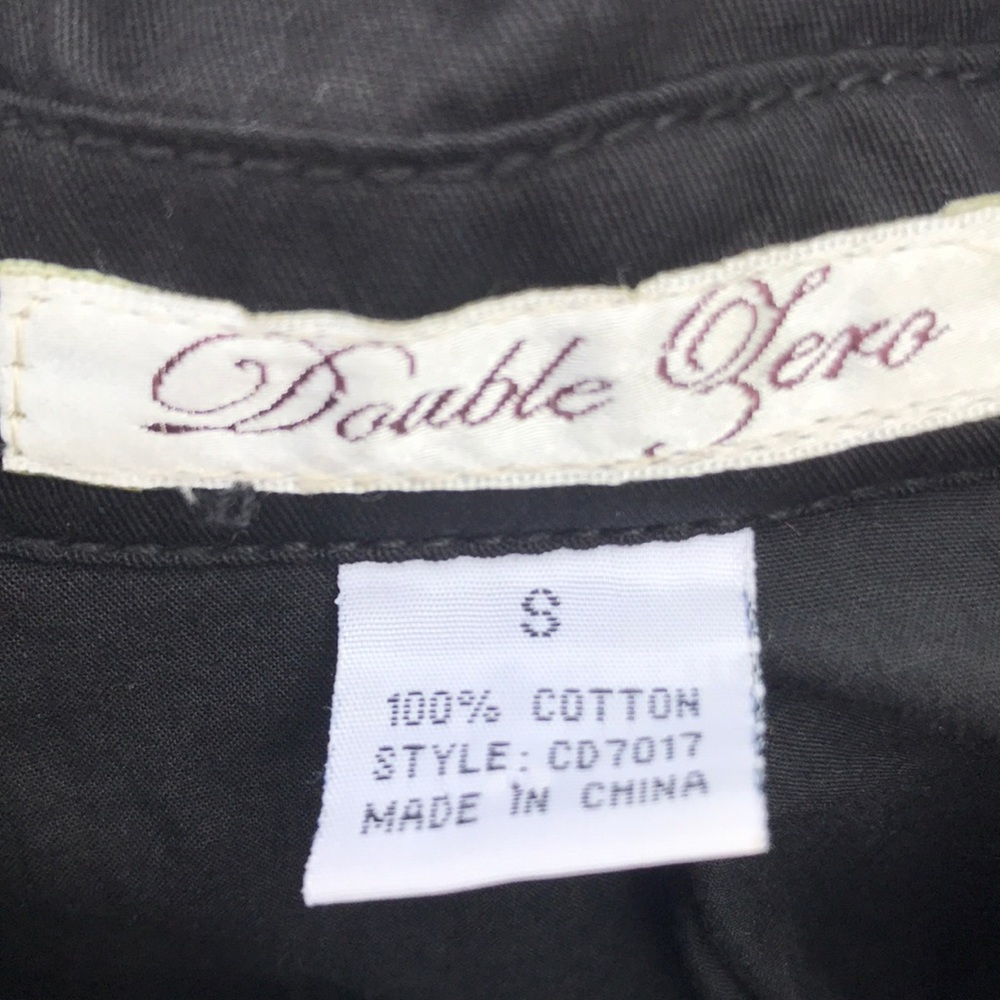 Double Zero
S
100% COTTON
STYLE: CD7017
MADE IN CHINA